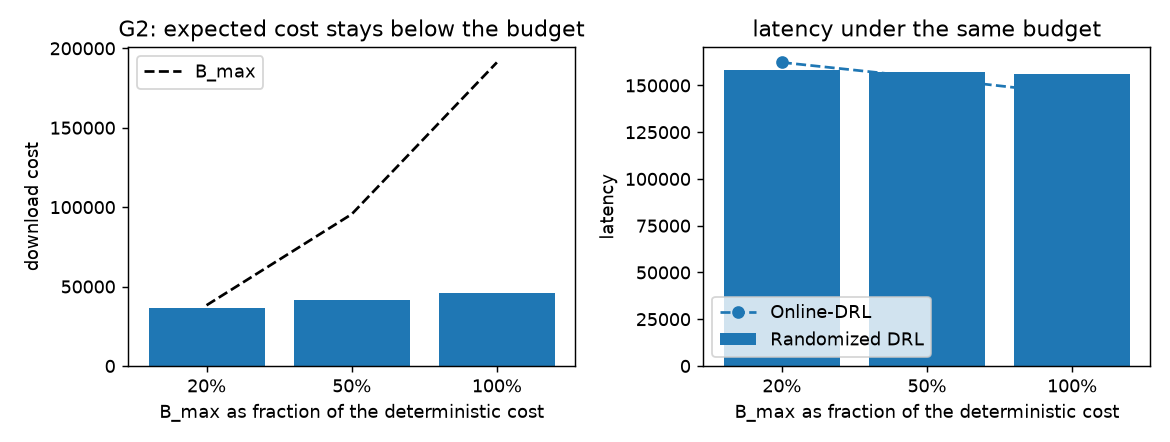 G2: expected cost stays below the budget
200000
150000
100000
50000
0
download cost
B_max
20%
50%
100%
B_max as fraction of the deterministic cost
latency under the same budget
150000
125000
100000
75000
50000
25000
0
latency
Online-DRL
Randomized DRL
20%
50%
100%
B_max as fraction of the deterministic cost